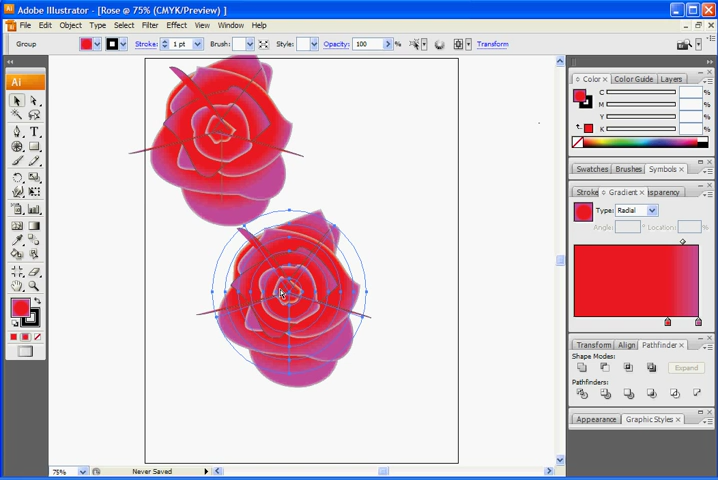 Ai Adobe Illustrator - [Rose @ 75% (CMYK/Preview) ]
File Edit Object Type Select Filter Effect View Window Help
Group Stroke: 1 pt Brush: Style: Opacity: 100 % Transform
Ai
Color Color Guide Layers
C %
M %
Y %
K %
Swatches Brushes Symbols
Stroke Gradient
T
Type: Radial
Angle: ° Location: %
Transform Align Pathfinder
Shape Modes:
Expand
Pathfinders:
Appearance Graphic Styles
75% Never Saved